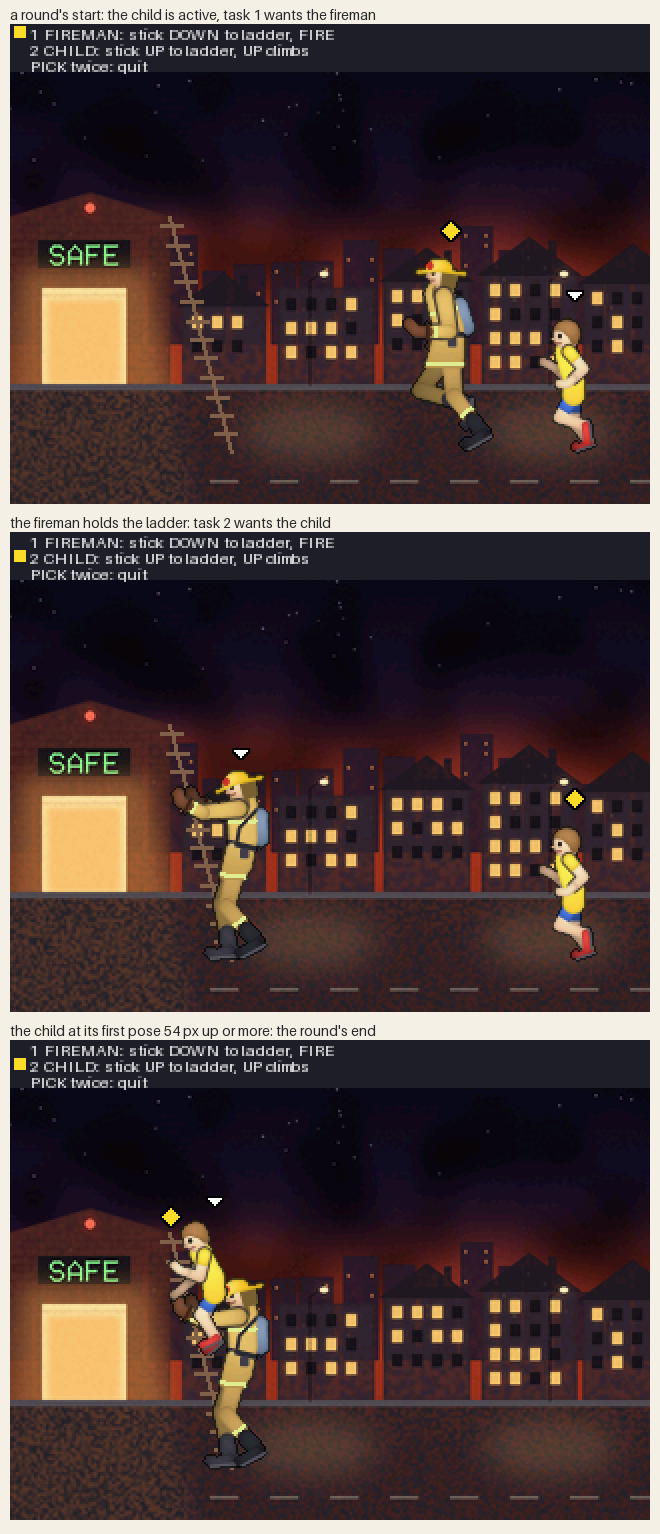 a round's start: the child is active, task 1 wants the fireman
1 FIREMAN: stick DOWN to ladder, FIRE
2 CHILD: stick UP to ladder, UP climbs
PICK twice: quit
SAFE
the fireman holds the ladder: task 2 wants the child
1 FIREMAN: stick DOWN to ladder, FIRE
2 CHILD: stick UP to ladder, UP climbs
PICK twice: quit
SAFE
the child at its first pose 54 px up or more: the round's end
1 FIREMAN: stick DOWN to ladder, FIRE
2 CHILD: stick UP to ladder, UP climbs
PICK twice: quit
SAFE